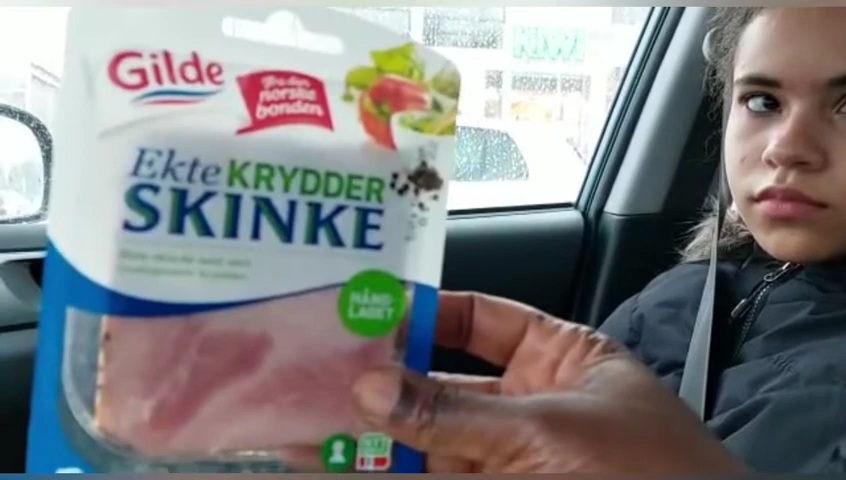 KIWI
Gilde
Fra den
norske
bonden
Ekte KRYDDER
SKINKE
HÅND-
LAGET